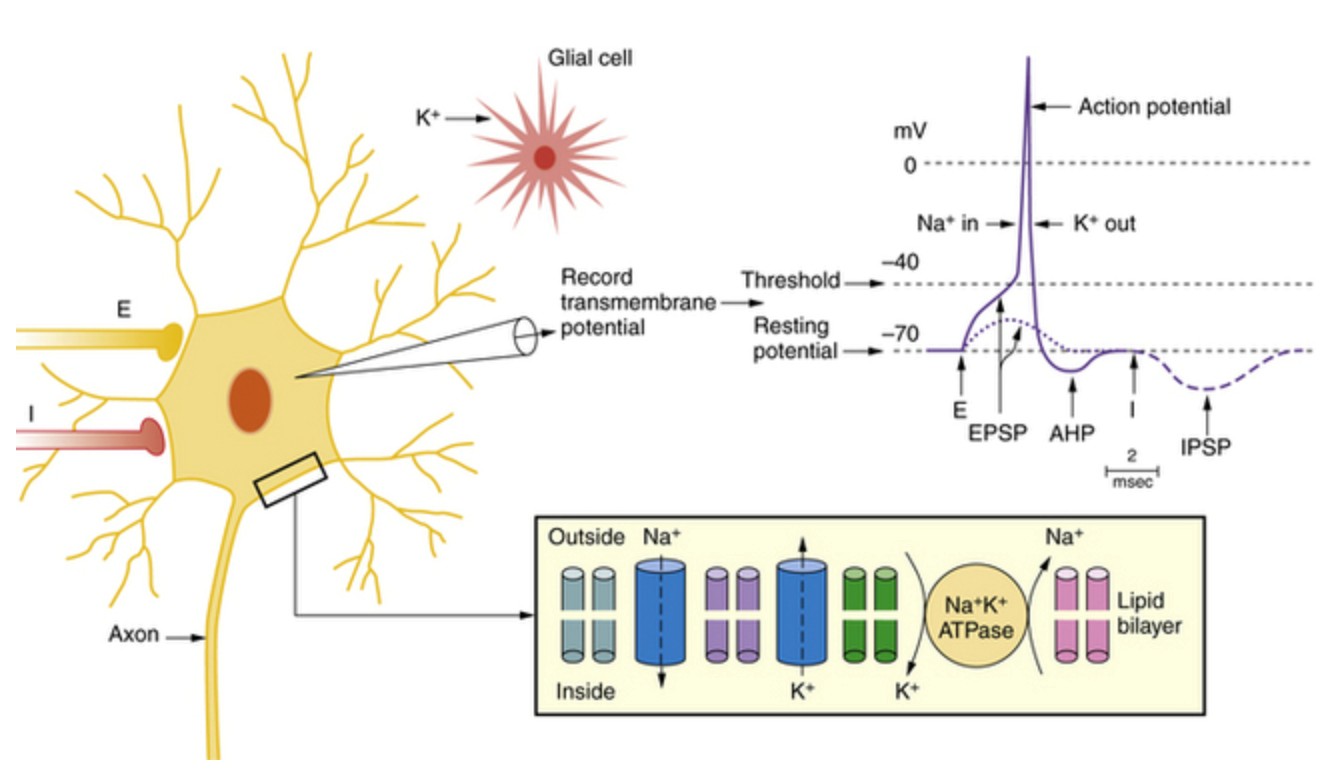 Glial cell
K⁺
E
I
Record
transmembrane
potential
Axon
mV
0
Action potential
Na⁺ in
K⁺ out
–40
Threshold
Resting
potential
–70
E
EPSP
AHP
I
IPSP
2
msec
Outside
Na⁺
Na⁺
Na⁺K⁺
ATPase
Lipid
bilayer
Inside
K⁺
K⁺